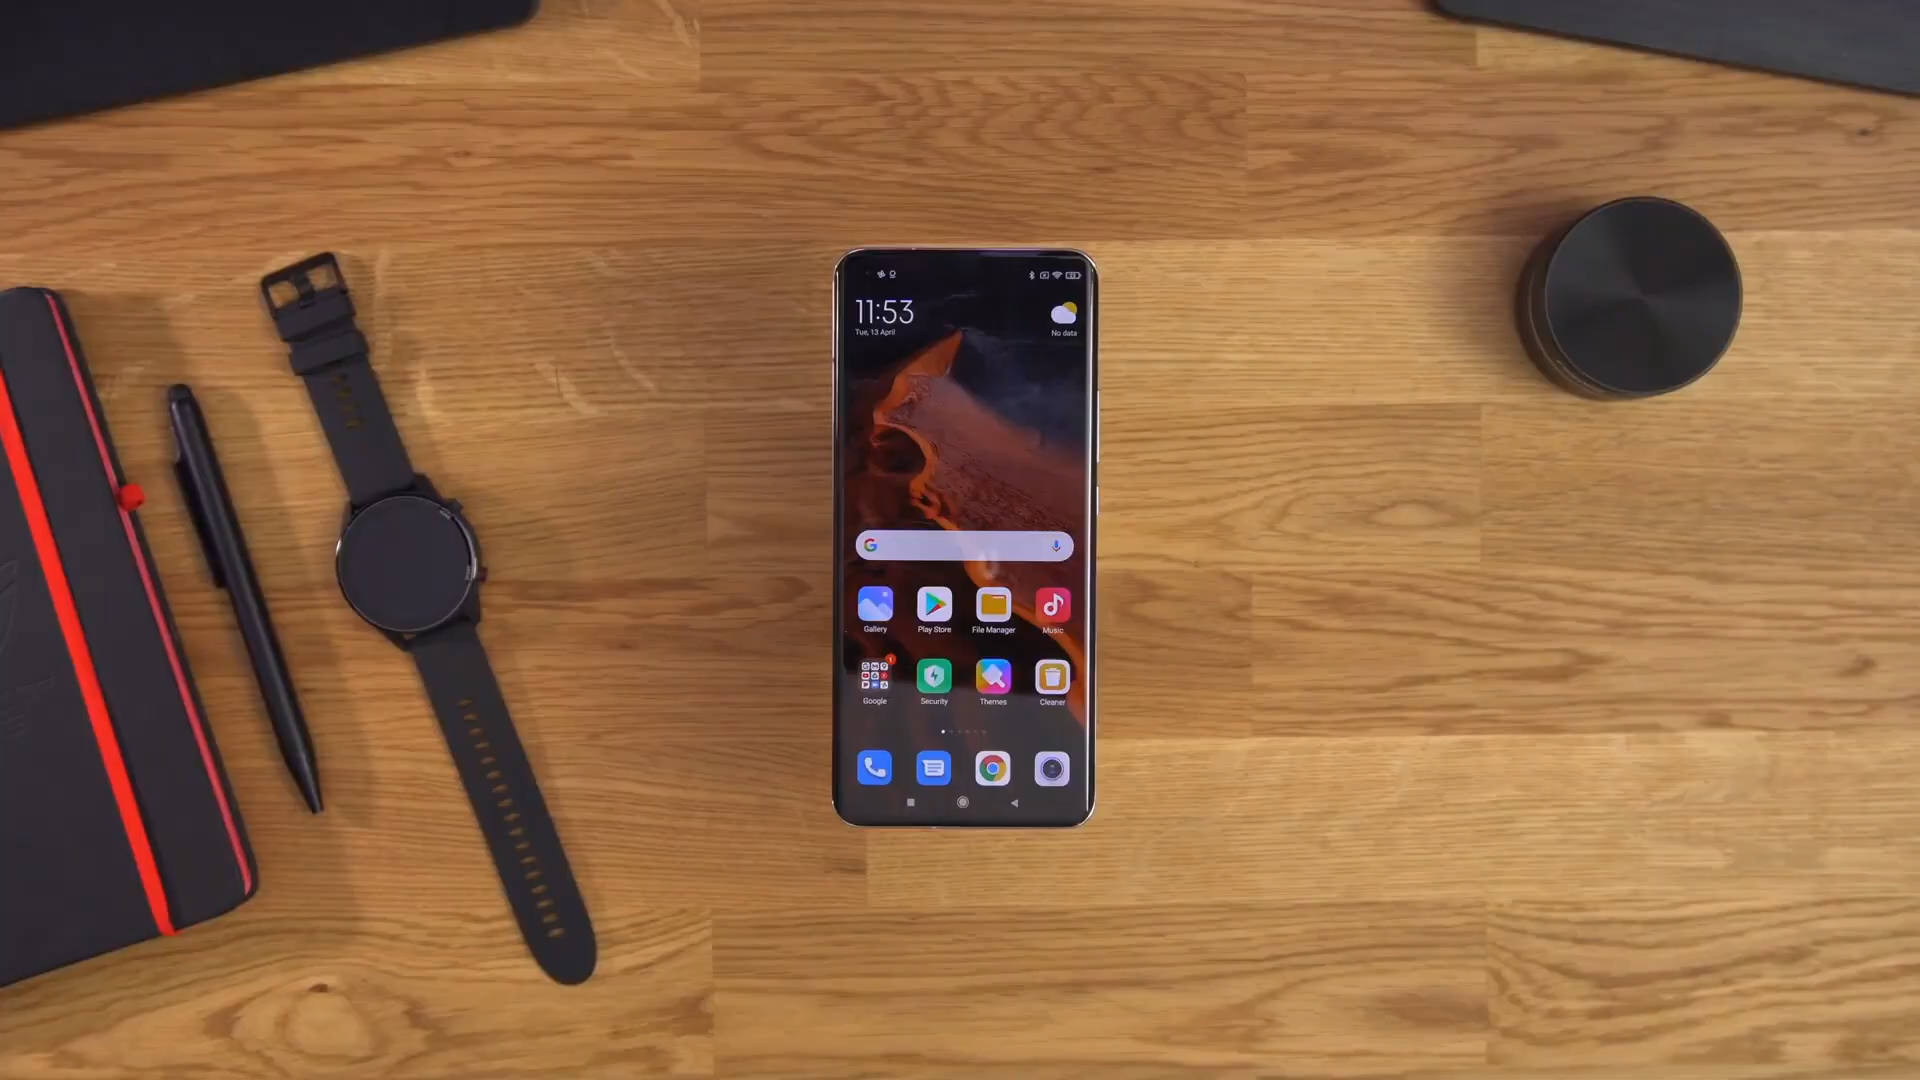 11:53
Tue, 13 April
No data
Gallery Play Store File Manager Music
Google Security Themes Cleaner